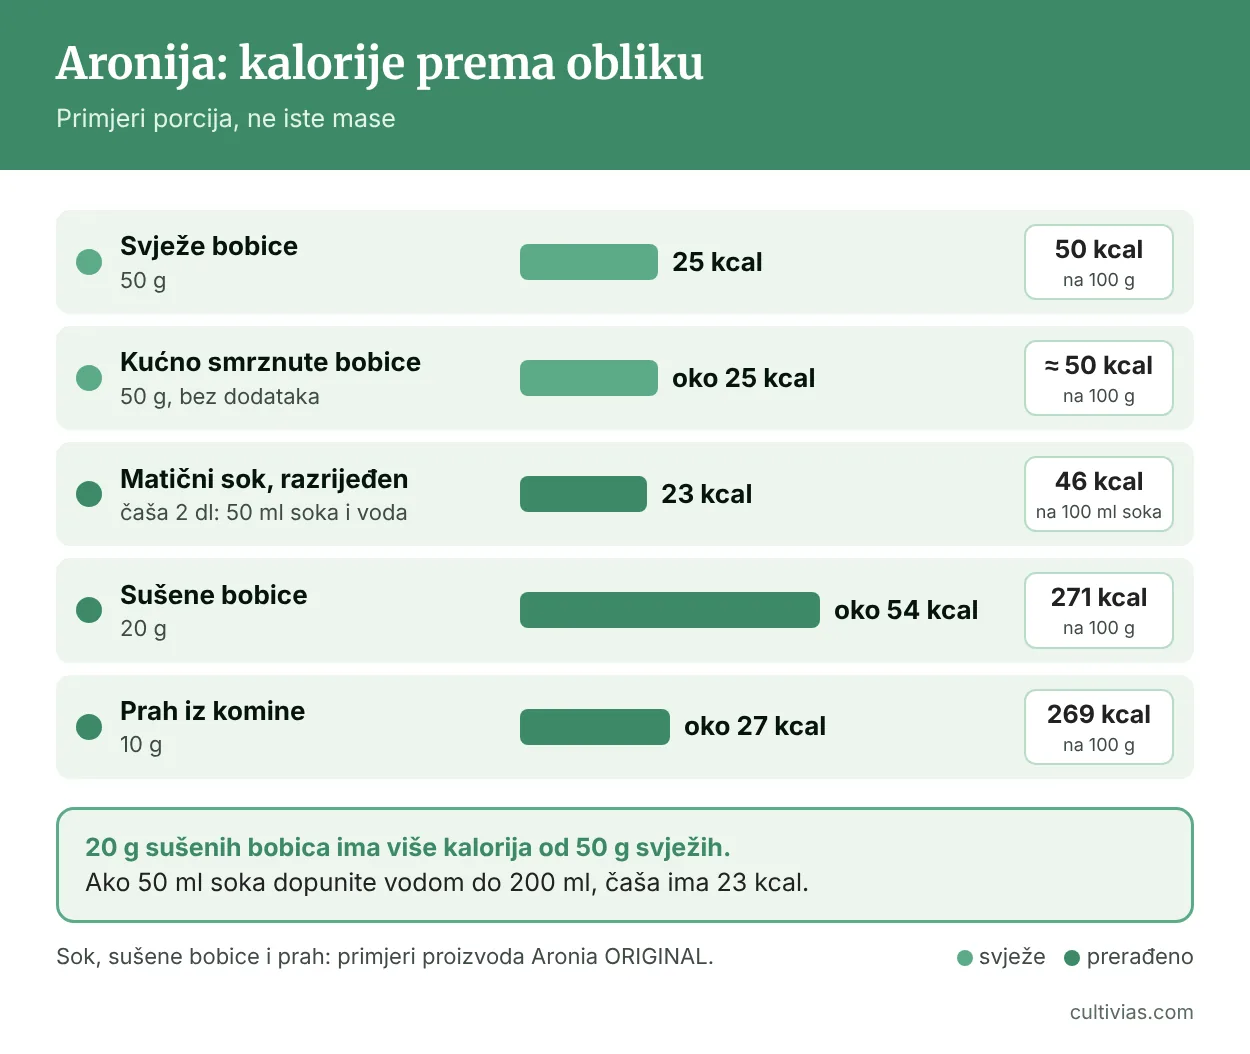 Aronija: kalorije prema obliku
Primjeri porcija, ne iste mase
Svježe bobice
50 g
25 kcal
50 kcal
na 100 g
Kućno smrznute bobice
50 g, bez dodataka
oko 25 kcal
≈ 50 kcal
na 100 g
Matični sok, razrijeđen
čaša 2 dl: 50 ml soka i voda
23 kcal
46 kcal
na 100 ml soka
Sušene bobice
20 g
oko 54 kcal
271 kcal
na 100 g
Prah iz komine
10 g
oko 27 kcal
269 kcal
na 100 g
20 g sušenih bobica ima više kalorija od 50 g svježih.
Ako 50 ml soka dopunite vodom do 200 ml, čaša ima 23 kcal.
Sok, sušene bobice i prah: primjeri proizvoda Aronia ORIGINAL.
svježe
prerađeno
cultivias.com